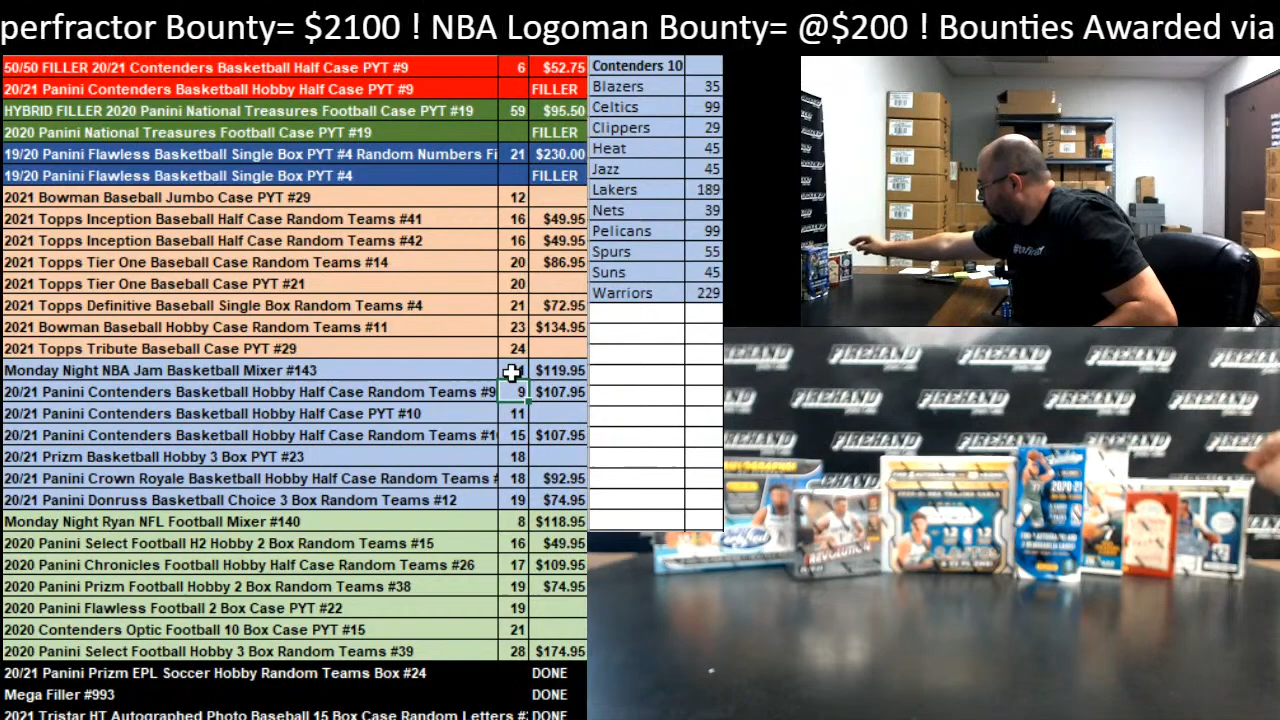 perfractor Bounty= $2100 ! NBA Logoman Bounty= @$200 ! Bounties Awarded via
50/50 FILLER 20/21 Contenders Basketball Half Case PYT #9 6 $52.75
20/21 Panini Contenders Basketball Hobby Half Case PYT #9 FILLER
HYBRID FILLER 2020 Panini National Treasures Football Case PYT #19 59 $95.50
2020 Panini National Treasures Football Case PYT #19 FILLER
19/20 Panini Flawless Basketball Single Box PYT #4 Random Numbers Fi 21 $230.00
19/20 Panini Flawless Basketball Single Box PYT #4 FILLER
2021 Bowman Baseball Jumbo Case PYT #29 12
2021 Topps Inception Baseball Half Case Random Teams #41 16 $49.95
2021 Topps Inception Baseball Half Case Random Teams #42 16 $49.95
2021 Topps Tier One Baseball Case Random Teams #14 20 $86.95
2021 Topps Tier One Baseball Case PYT #21 20
2021 Topps Definitive Baseball Single Box Random Teams #4 21 $72.95
2021 Bowman Baseball Hobby Case Random Teams #11 23 $134.95
2021 Topps Tribute Baseball Case PYT #29 24
Monday Night NBA Jam Basketball Mixer #143 $119.95
20/21 Panini Contenders Basketball Hobby Half Case Random Teams #9 9 $107.95
20/21 Panini Contenders Basketball Hobby Half Case PYT #10 11
20/21 Panini Contenders Basketball Hobby Half Case Random Teams #1 15 $107.95
20/21 Prizm Basketball Hobby 3 Box PYT #23 18
20/21 Panini Crown Royale Basketball Hobby Half Case Random Teams # 18 $92.95
20/21 Panini Donruss Basketball Choice 3 Box Random Teams #12 19 $74.95
Monday Night Ryan NFL Football Mixer #140 8 $118.95
2020 Panini Select Football H2 Hobby 2 Box Random Teams #15 16 $49.95
2020 Panini Chronicles Football Hobby Half Case Random Teams #26 17 $109.95
2020 Panini Prizm Football Hobby 2 Box Random Teams #38 19 $74.95
2020 Panini Flawless Football 2 Box Case PYT #22 19
2020 Contenders Optic Football 10 Box Case PYT #15 21
2020 Panini Select Football Hobby 3 Box Random Teams #39 28 $174.95
20/21 Panini Prizm EPL Soccer Hobby Random Teams Box #24 DONE
Mega Filler #993 DONE
2021 Tristar HT Autographed Photo Baseball 15 Box Case Random Letters #: DONE
Contenders 10
Blazers 35
Celtics 99
Clippers 29
Heat 45
Jazz 45
Lakers 189
Nets 39
Pelicans 99
Spurs 55
Suns 45
Warriors 229
FIREHAND
FIREHAND
FIREHAND
FIREHAND
REVOLUTION
PRIZM
2020-21